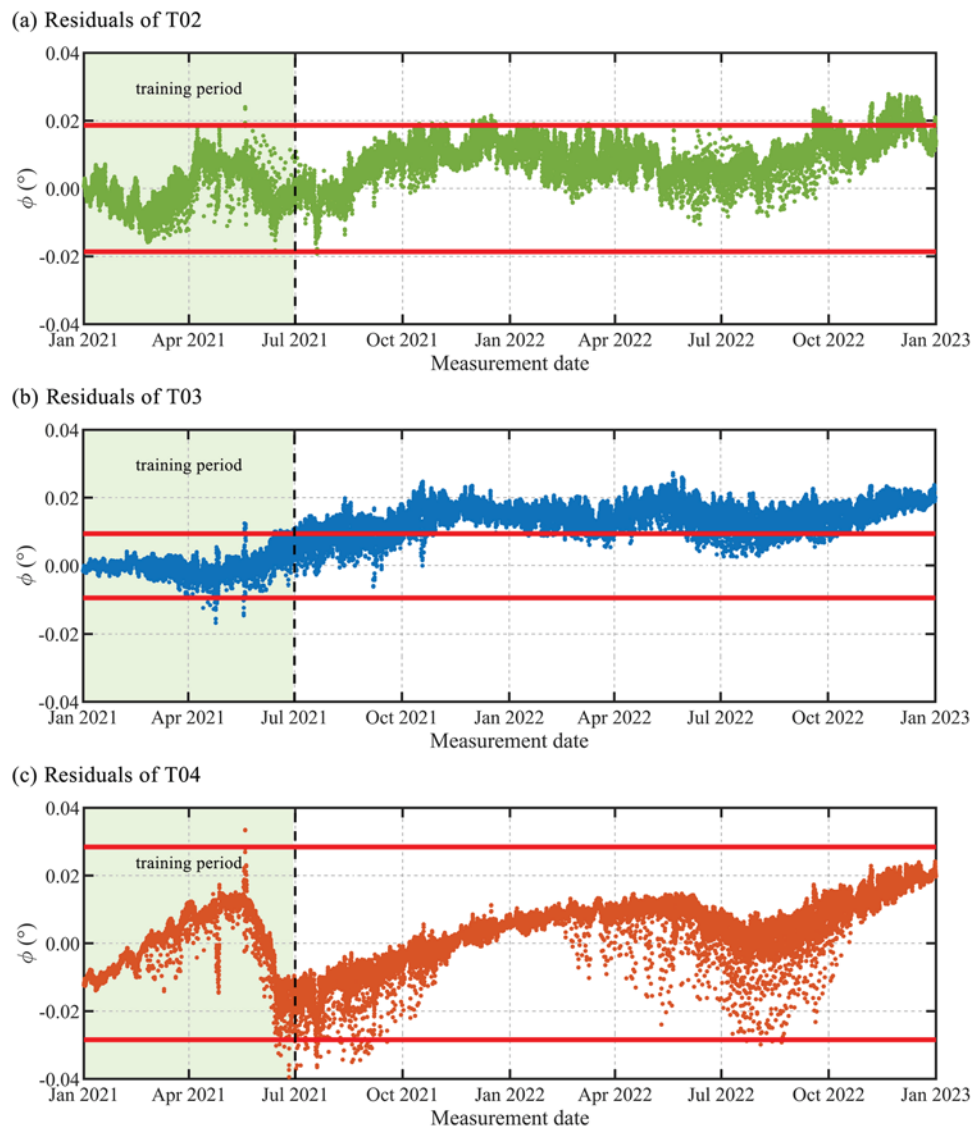 (a) Residuals of T02
training period
0.04
0.02
0.00
-0.02
-0.04
ϕ (°)
Jan 2021 Apr 2021 Jul 2021 Oct 2021 Jan 2022 Apr 2022 Jul 2022 Oct 2022 Jan 2023
Measurement date
(b) Residuals of T03
training period
0.04
0.02
0.00
-0.02
-0.04
ϕ (°)
Jan 2021 Apr 2021 Jul 2021 Oct 2021 Jan 2022 Apr 2022 Jul 2022 Oct 2022 Jan 2023
Measurement date
(c) Residuals of T04
training period
0.04
0.02
0.00
-0.02
-0.04
ϕ (°)
Jan 2021 Apr 2021 Jul 2021 Oct 2021 Jan 2022 Apr 2022 Jul 2022 Oct 2022 Jan 2023
Measurement date